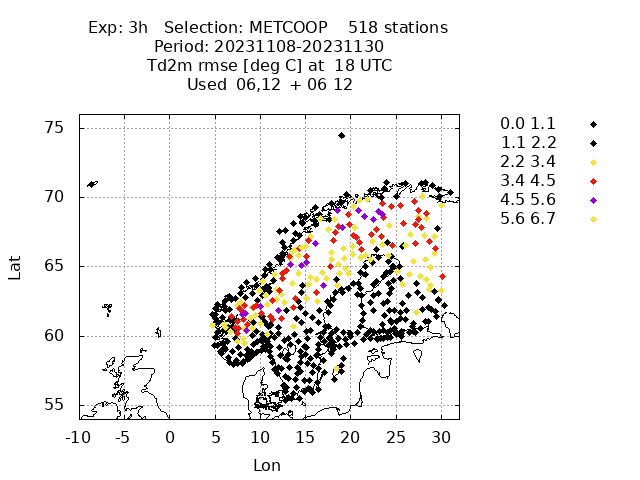 Exp: 3h   Selection: METCOOP    518 stations
Period: 20231108-20231130
Td2m rmse [deg C] at  18 UTC
Used  06,12  + 06 12
0.0 1.1
1.1 2.2
2.2 3.4
3.4 4.5
4.5 5.6
5.6 6.7
75
70
65
60
55
Lat
-10 -5 0 5 10 15 20 25 30
Lon